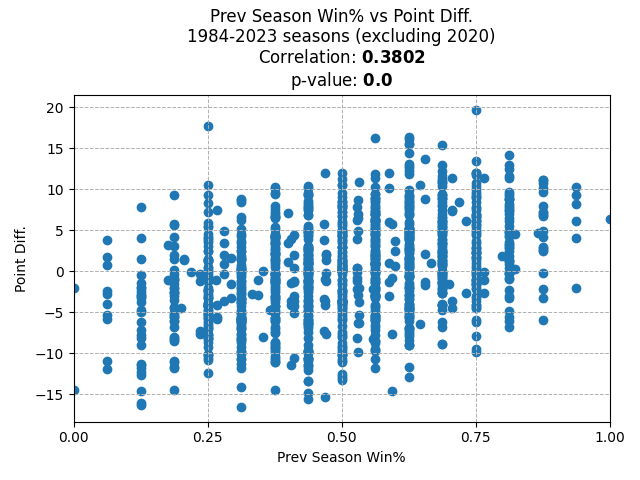 Prev Season Win% vs Point Diff.
1984-2023 seasons (excluding 2020)
Correlation: 0.3802
p-value: 0.0
20
15
10
5
0
−5
−10
−15
Point Diff.
0.00 0.25 0.50 0.75 1.00
Prev Season Win%